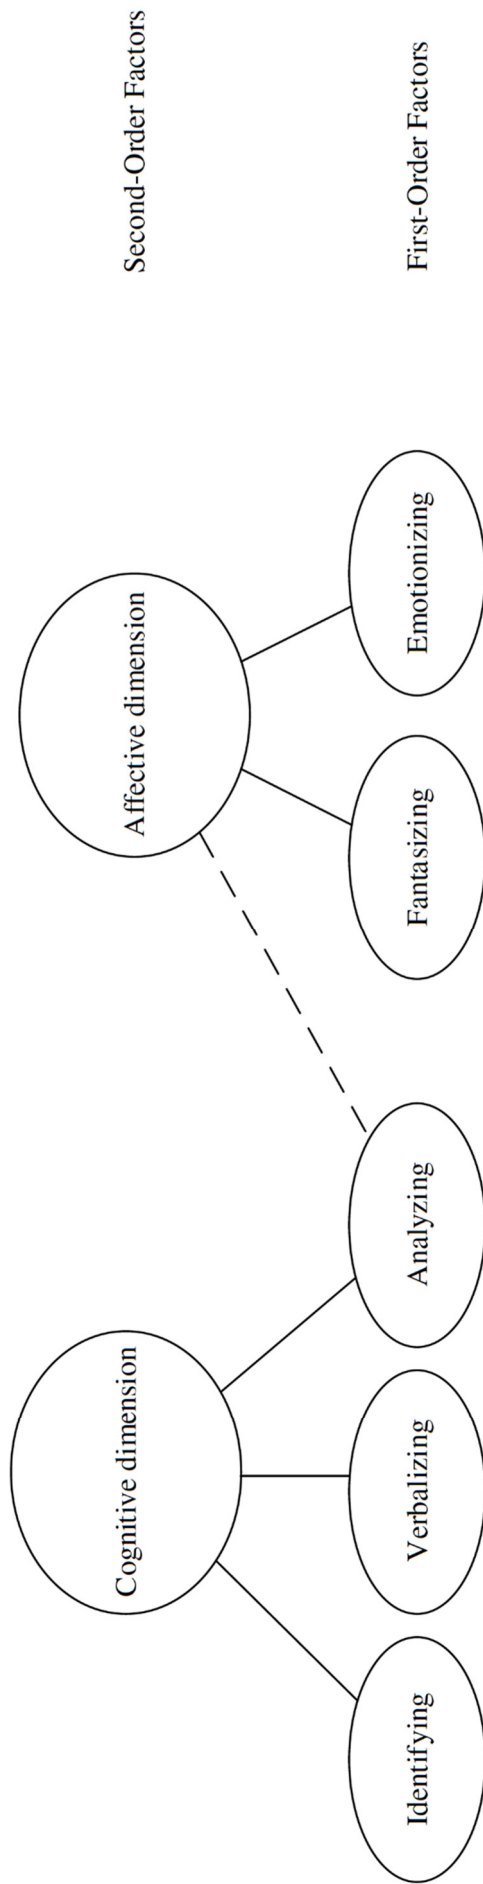 Second-Order Factors
First-Order Factors
Cognitive dimension
Affective dimension
Identifying
Verbalizing
Analyzing
Fantasizing
Emotionizing